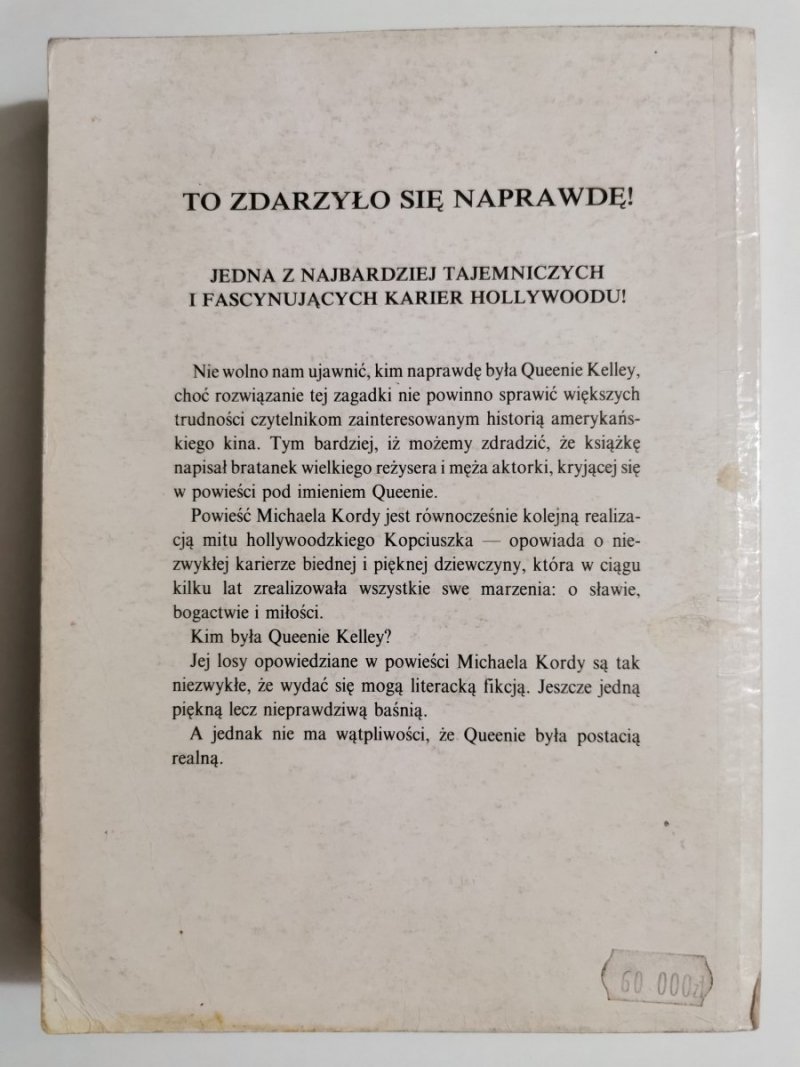 TO ZDARZYŁO SIĘ NAPRAWDĘ!
JEDNA Z NAJBARDZIEJ TAJEMNICZYCH
I FASCYNUJĄCYCH KARIER HOLLYWOODU!
Nie wolno nam ujawnić, kim naprawdę była Queenie Kelley,
choć rozwiązanie tej zagadki nie powinno sprawić większych
trudności czytelnikom zainteresowanym historią amerykańs-
kiego kina. Tym bardziej, iż możemy zdradzić, że książkę
napisał bratanek wielkiego reżysera i męża aktorki, kryjącej się
w powieści pod imieniem Queenie.
Powieść Michaela Kordy jest równocześnie kolejną realiza-
cją mitu hollywoodzkiego Kopciuszka — opowiada o nie-
zwykłej karierze biednej i pięknej dziewczyny, która w ciągu
kilku lat zrealizowała wszystkie swe marzenia: o sławie,
bogactwie i miłości.
Kim była Queenie Kelley?
Jej losy opowiedziane w powieści Michaela Kordy są tak
niezwykłe, że wydać się mogą literacką fikcją. Jeszcze jedną
piękną lecz nieprawdziwą baśnią.
A jednak nie ma wątpliwości, że Queenie była postacią
realną.
60 000zł